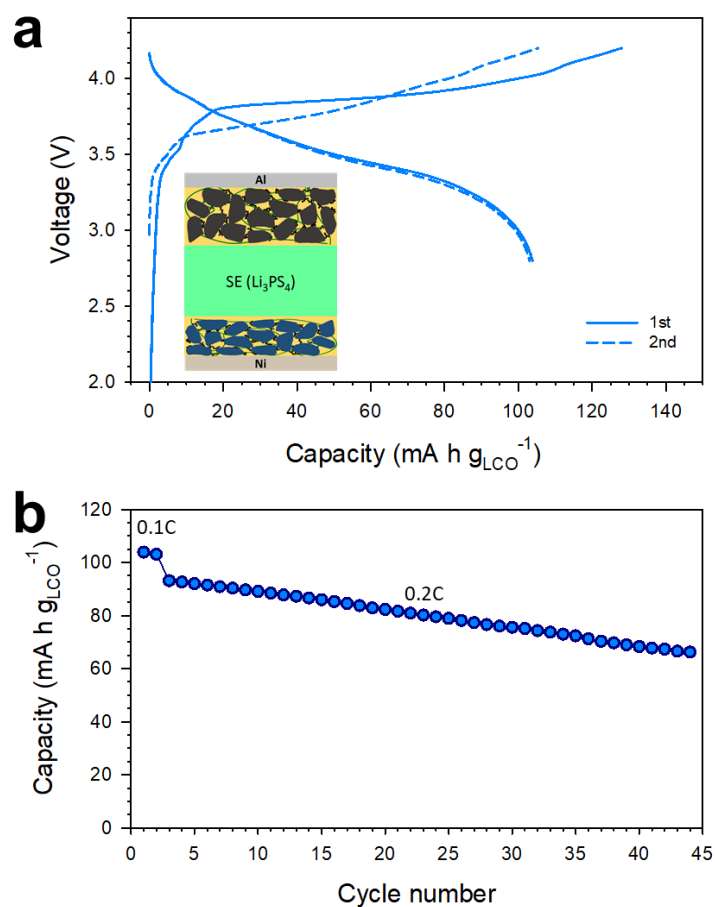 a
4.0
3.5
3.0
2.5
2.0
Voltage (V)
Al
SE (Li₃PS₄)
Ni
1st
2nd
0 20 40 60 80 100 120 140
Capacity (mA h g_LCO⁻¹)
b
120
100
80
60
40
20
0
Capacity (mA h g_LCO⁻¹)
0.1C
0.2C
0 5 10 15 20 25 30 35 40 45
Cycle number